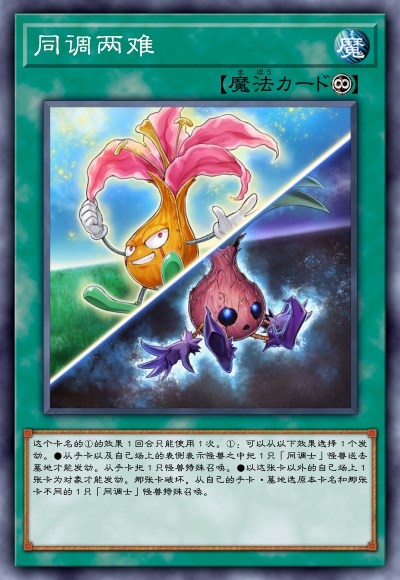 同调两难
魔
【魔法カード】
まほう
这个卡名的①的效果1回合只能使用1次。①:可以从以下效果选择1个发
动。●从手卡以及自己场上的表侧表示怪兽之中把1只「同调士」怪兽送去
墓地才能发动。从手卡把1只怪兽特殊召唤。●以这张卡以外的自己场上1
张卡为对象才能发动。那张卡破坏，从自己的手卡·墓地选原本卡名和那张
卡不同的1只「同调士」怪兽特殊召唤。